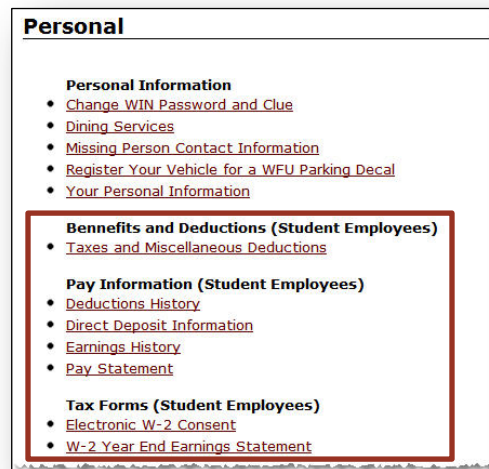 Personal
Personal Information
Change WIN Password and Clue
Dining Services
Missing Person Contact Information
Register Your Vehicle for a WFU Parking Decal
Your Personal Information
Bennefits and Deductions (Student Employees)
Taxes and Miscellaneous Deductions
Pay Information (Student Employees)
Deductions History
Direct Deposit Information
Earnings History
Pay Statement
Tax Forms (Student Employees)
Electronic W-2 Consent
W-2 Year End Earnings Statement